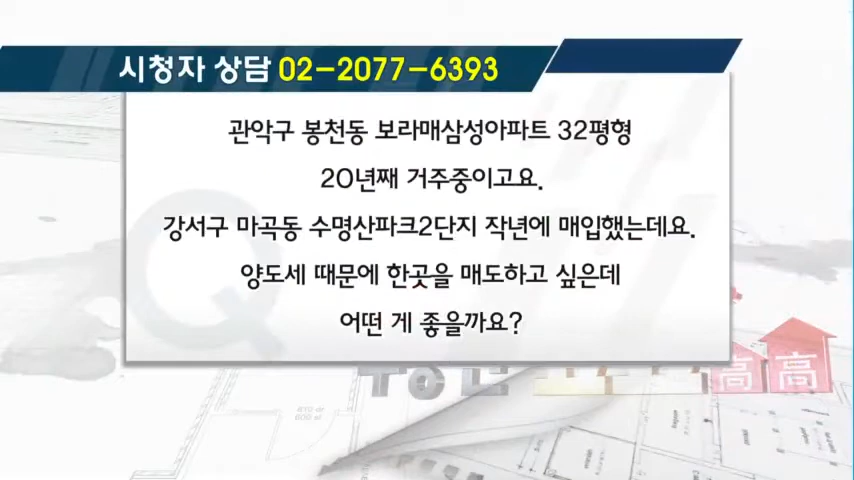 시청자 상담 02-2077-6393
관악구 봉천동 보라매삼성아파트 32평형
20년째 거주중이고요.
강서구 마곡동 수명산파크2단지 작년에 매입했는데요.
양도세 때문에 한곳을 매도하고 싶은데
어떤 게 좋을까요?
高 高